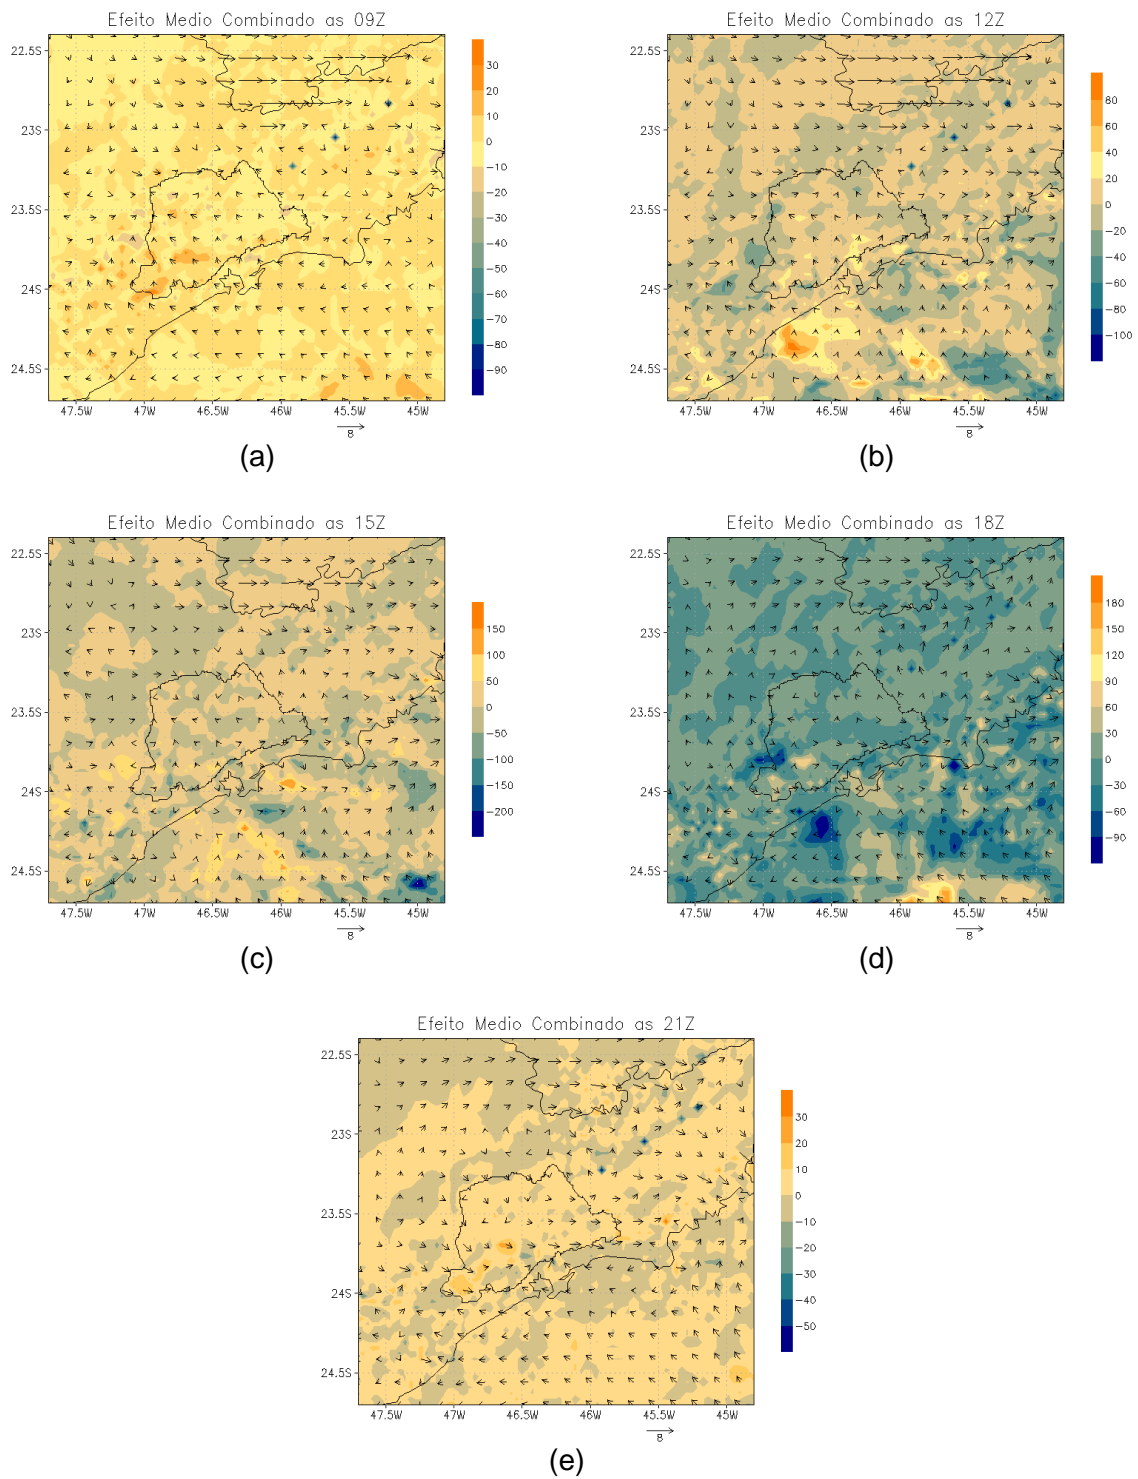 Efeito Medio Combinado as 09Z
22.5S
23S
23.5S
24S
24.5S
47.5W 47W 46.5W 46W 45.5W 45W
8
30
20
10
0
−10
−20
−30
−40
−50
−60
−70
−80
−90
(a)
Efeito Medio Combinado as 12Z
22.5S
23S
23.5S
24S
24.5S
47.5W 47W 46.5W 46W 45.5W 45W
8
80
60
40
20
0
−20
−40
−60
−80
−100
(b)
Efeito Medio Combinado as 15Z
22.5S
23S
23.5S
24S
24.5S
47.5W 47W 46.5W 46W 45.5W 45W
8
150
100
50
0
−50
−100
−150
−200
(c)
Efeito Medio Combinado as 18Z
22.5S
23S
23.5S
24S
24.5S
47.5W 47W 46.5W 46W 45.5W 45W
8
180
150
120
90
60
30
0
−30
−60
−90
(d)
Efeito Medio Combinado as 21Z
22.5S
23S
23.5S
24S
24.5S
47.5W 47W 46.5W 46W 45.5W 45W
8
30
20
10
0
−10
−20
−30
−40
−50
(e)